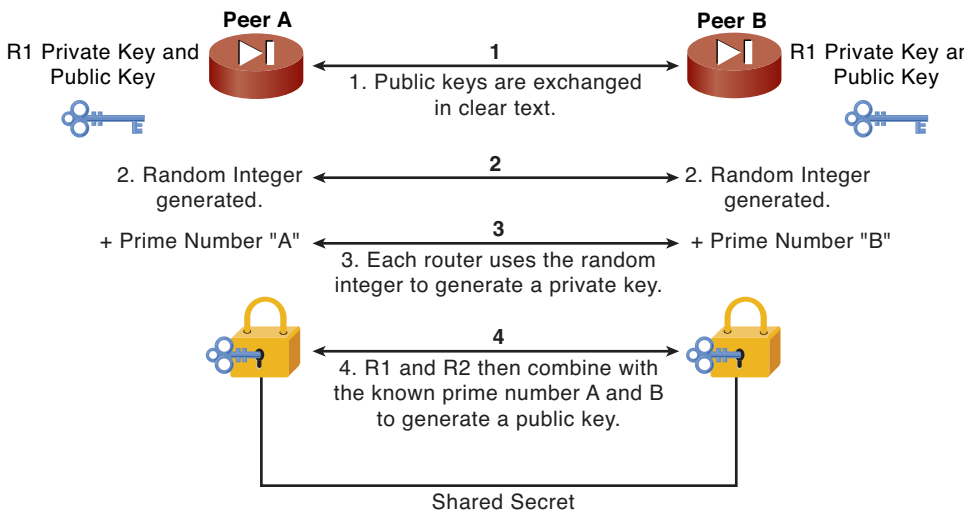 Peer A
Peer B
R1 Private Key and
Public Key
1
1. Public keys are exchanged
in clear text.
R1 Private Key ar
Public Key
2. Random Integer
generated.
2
2. Random Integer
generated.
+ Prime Number "A"
3
+ Prime Number "B"
3. Each router uses the random
integer to generate a private key.
4
4. R1 and R2 then combine with
the known prime number A and B
to generate a public key.
Shared Secret